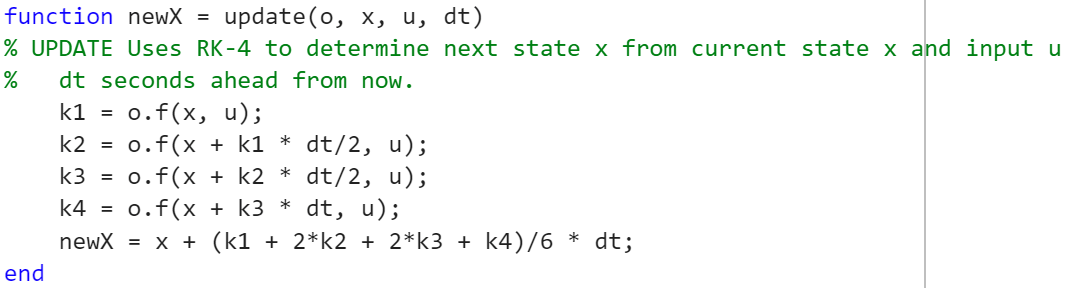 function newX = update(o, x, u, dt)
% UPDATE Uses RK-4 to determine next state x from current state x and input u
%   dt seconds ahead from now.
    k1 = o.f(x, u);
    k2 = o.f(x + k1 * dt/2, u);
    k3 = o.f(x + k2 * dt/2, u);
    k4 = o.f(x + k3 * dt, u);
    newX = x + (k1 + 2*k2 + 2*k3 + k4)/6 * dt;
end